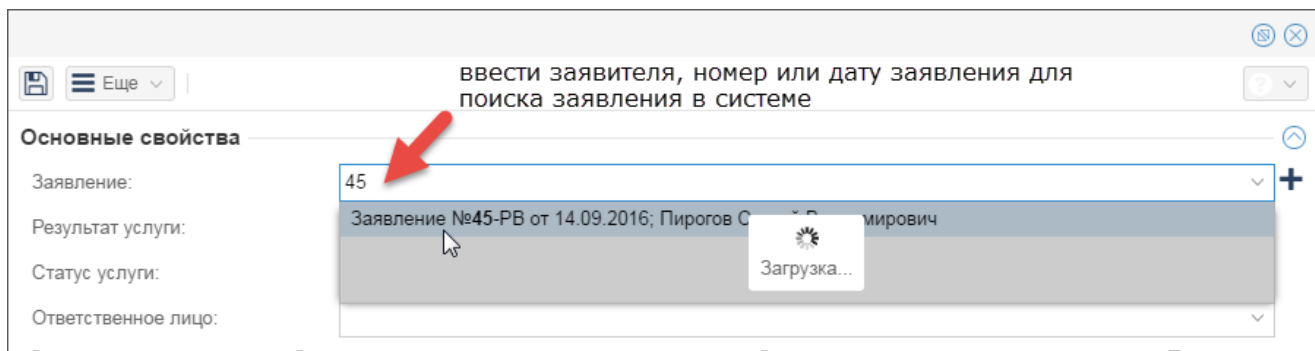 Еще
ввести заявителя, номер или дату заявления для
поиска заявления в системе
Основные свойства
Заявление:
45
Заявление №45-РВ от 14.09.2016; Пирогов
Результат услуги:
Загрузка...
Статус услуги:
Ответственное лицо: